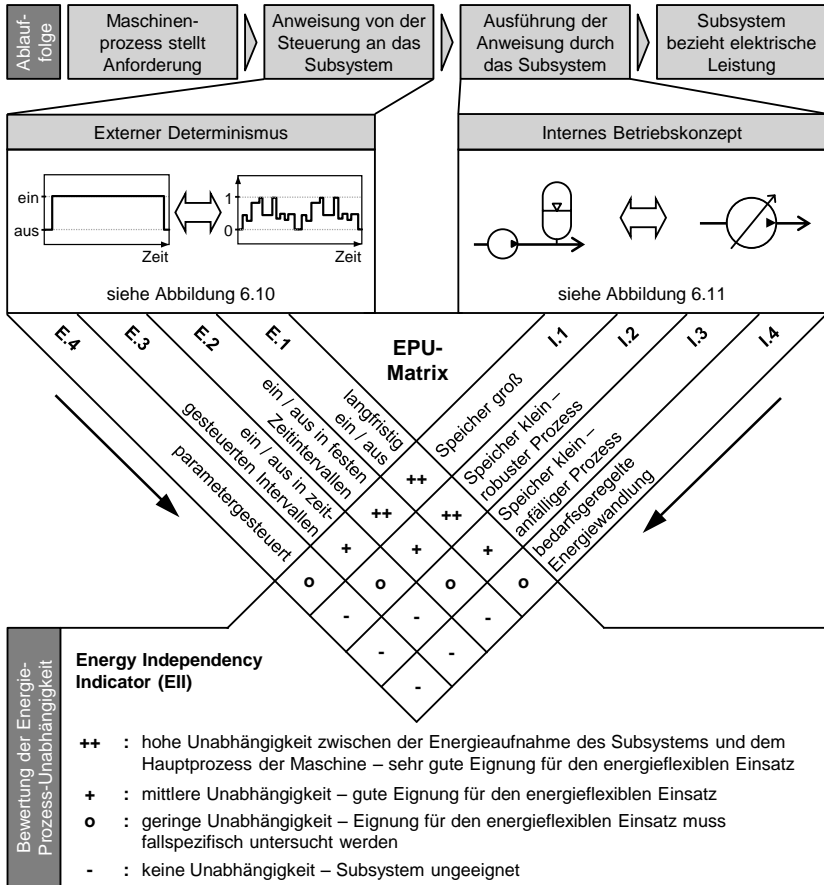 Ablauf-
folge
Maschinen-
prozess stellt
Anforderung
Anweisung von der
Steuerung an das
Subsystem
Ausführung der
Anweisung durch
das Subsystem
Subsystem
bezieht elektrische
Leistung
Externer Determinismus
ein
aus
Zeit
1
0
Zeit
siehe Abbildung 6.10
Internes Betriebskonzept
siehe Abbildung 6.11
E.4
E.3
E.2
E.1
EPU-
Matrix
I.1
I.2
I.3
I.4
parametergesteuert
ein / aus in zeit-
gesteuerten Intervallen
ein / aus in festen
Zeitintervallen
langfristig
ein / aus
Speicher groß
Speicher klein –
robuster Prozess
Speicher klein –
anfälliger Prozess
bedarfsgeregelte
Energiewandlung
++
++ ++
+ + +
o o o o
- - -
- -
-
Bewertung der Energie-
Prozess-Unabhängigkeit
Energy Independency
Indicator (EII)
++ : hohe Unabhängigkeit zwischen der Energieaufnahme des Subsystems und dem
Hauptprozess der Maschine – sehr gute Eignung für den energieflexiblen Einsatz
+ : mittlere Unabhängigkeit – gute Eignung für den energieflexiblen Einsatz
o : geringe Unabhängigkeit – Eignung für den energieflexiblen Einsatz muss
fallspezifisch untersucht werden
- : keine Unabhängigkeit – Subsystem ungeeignet